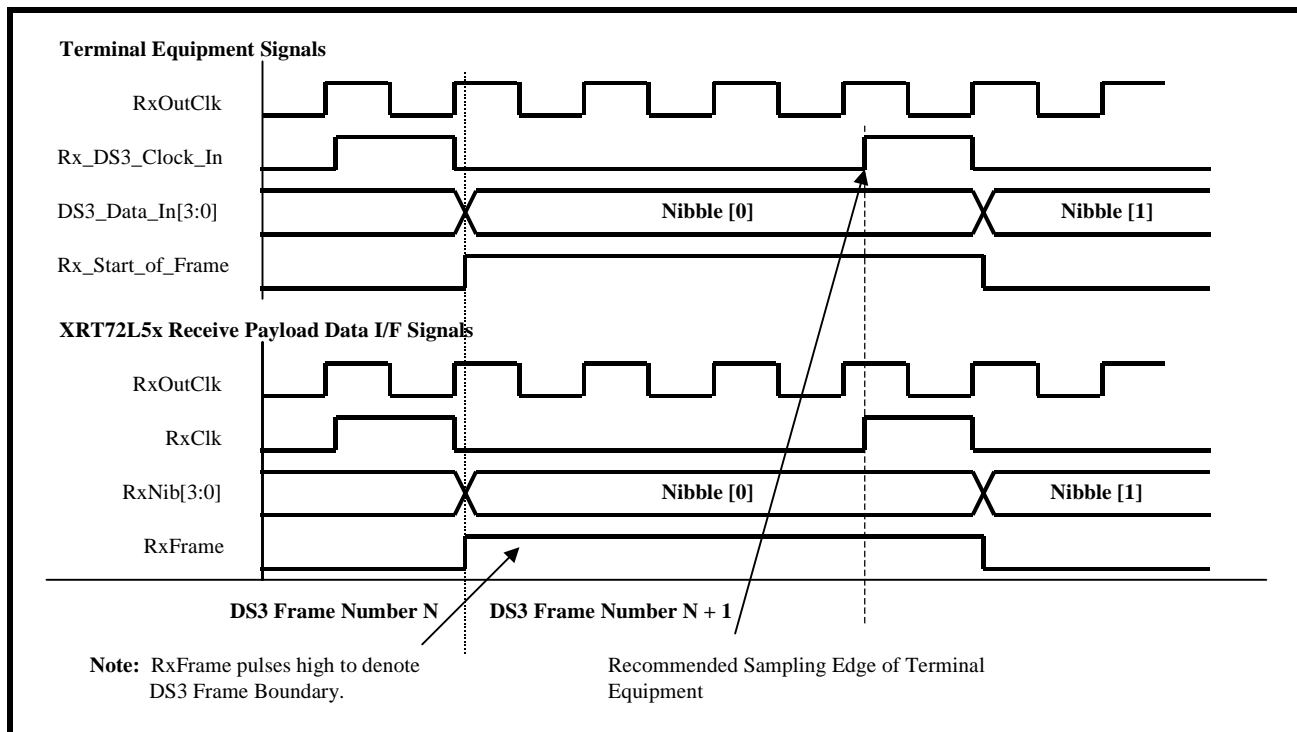 Terminal Equipment Signals
RxOutClk
Rx_DS3_Clock_In
DS3_Data_In[3:0]
Nibble [0]
Nibble [1]
Rx_Start_of_Frame
XRT72L5x Receive Payload Data I/F Signals
RxOutClk
RxClk
RxNib[3:0]
Nibble [0]
Nibble [1]
RxFrame
DS3 Frame Number N
DS3 Frame Number N + 1
Note: RxFrame pulses high to denote
DS3 Frame Boundary.
Recommended Sampling Edge of Terminal
Equipment